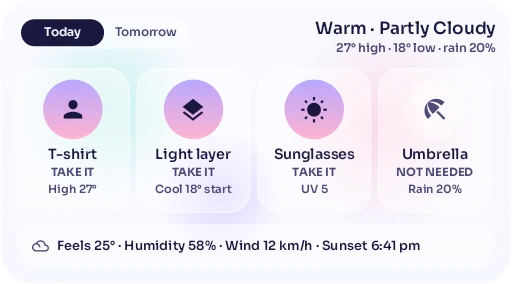 Today
Tomorrow
Warm · Partly Cloudy
27° high · 18° low · rain 20%
T-shirt
TAKE IT
High 27°
Light layer
TAKE IT
Cool 18° start
Sunglasses
TAKE IT
UV 5
Umbrella
NOT NEEDED
Rain 20%
Feels 25° · Humidity 58% · Wind 12 km/h · Sunset 6:41 pm